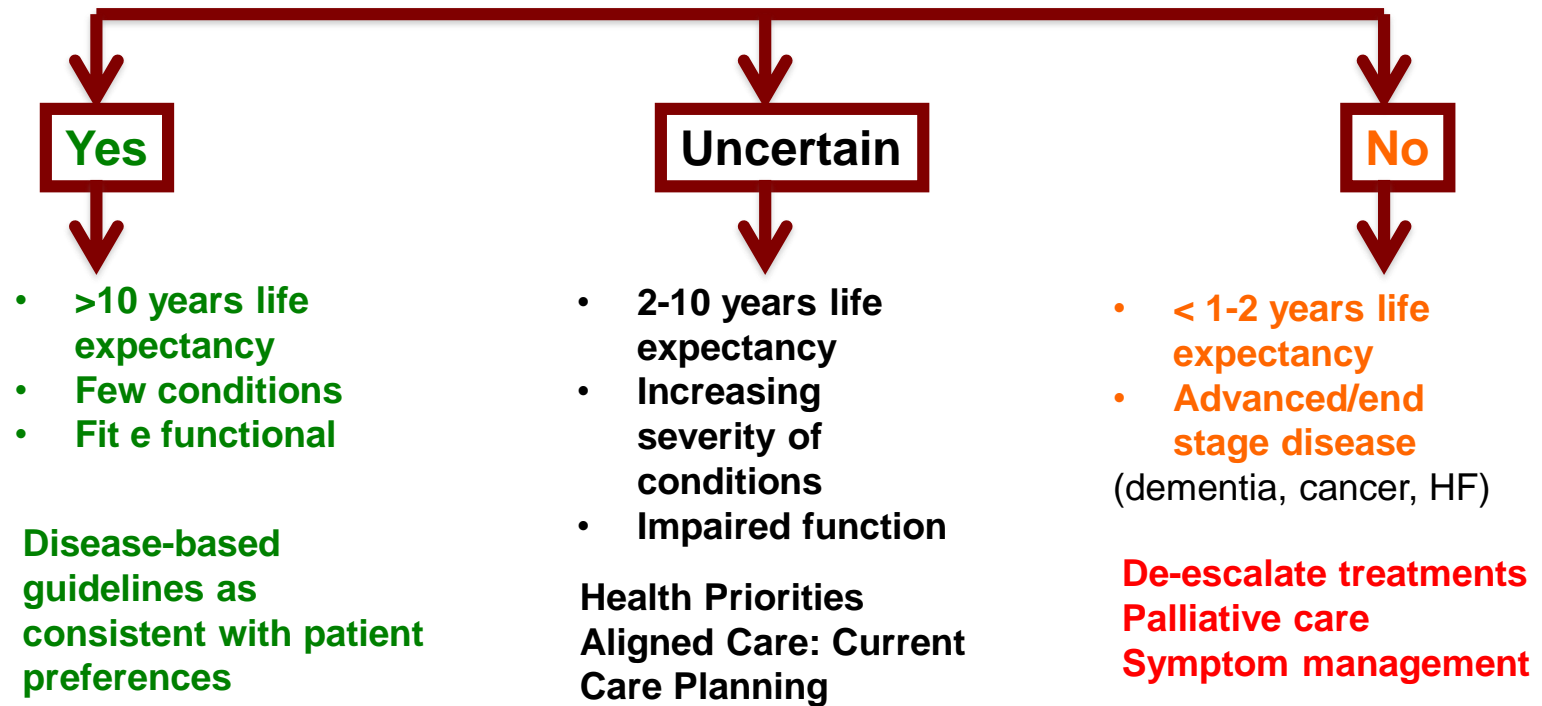 Yes
Uncertain
No
• >10 years life
expectancy
• Few conditions
• Fit e functional
Disease-based
guidelines as
consistent with patient
preferences
• 2-10 years life
expectancy
• Increasing
severity of
conditions
• Impaired function
Health Priorities
Aligned Care: Current
Care Planning
• < 1-2 years life
expectancy
• Advanced/end
stage disease
(dementia, cancer, HF)
De-escalate treatments
Palliative care
Symptom management